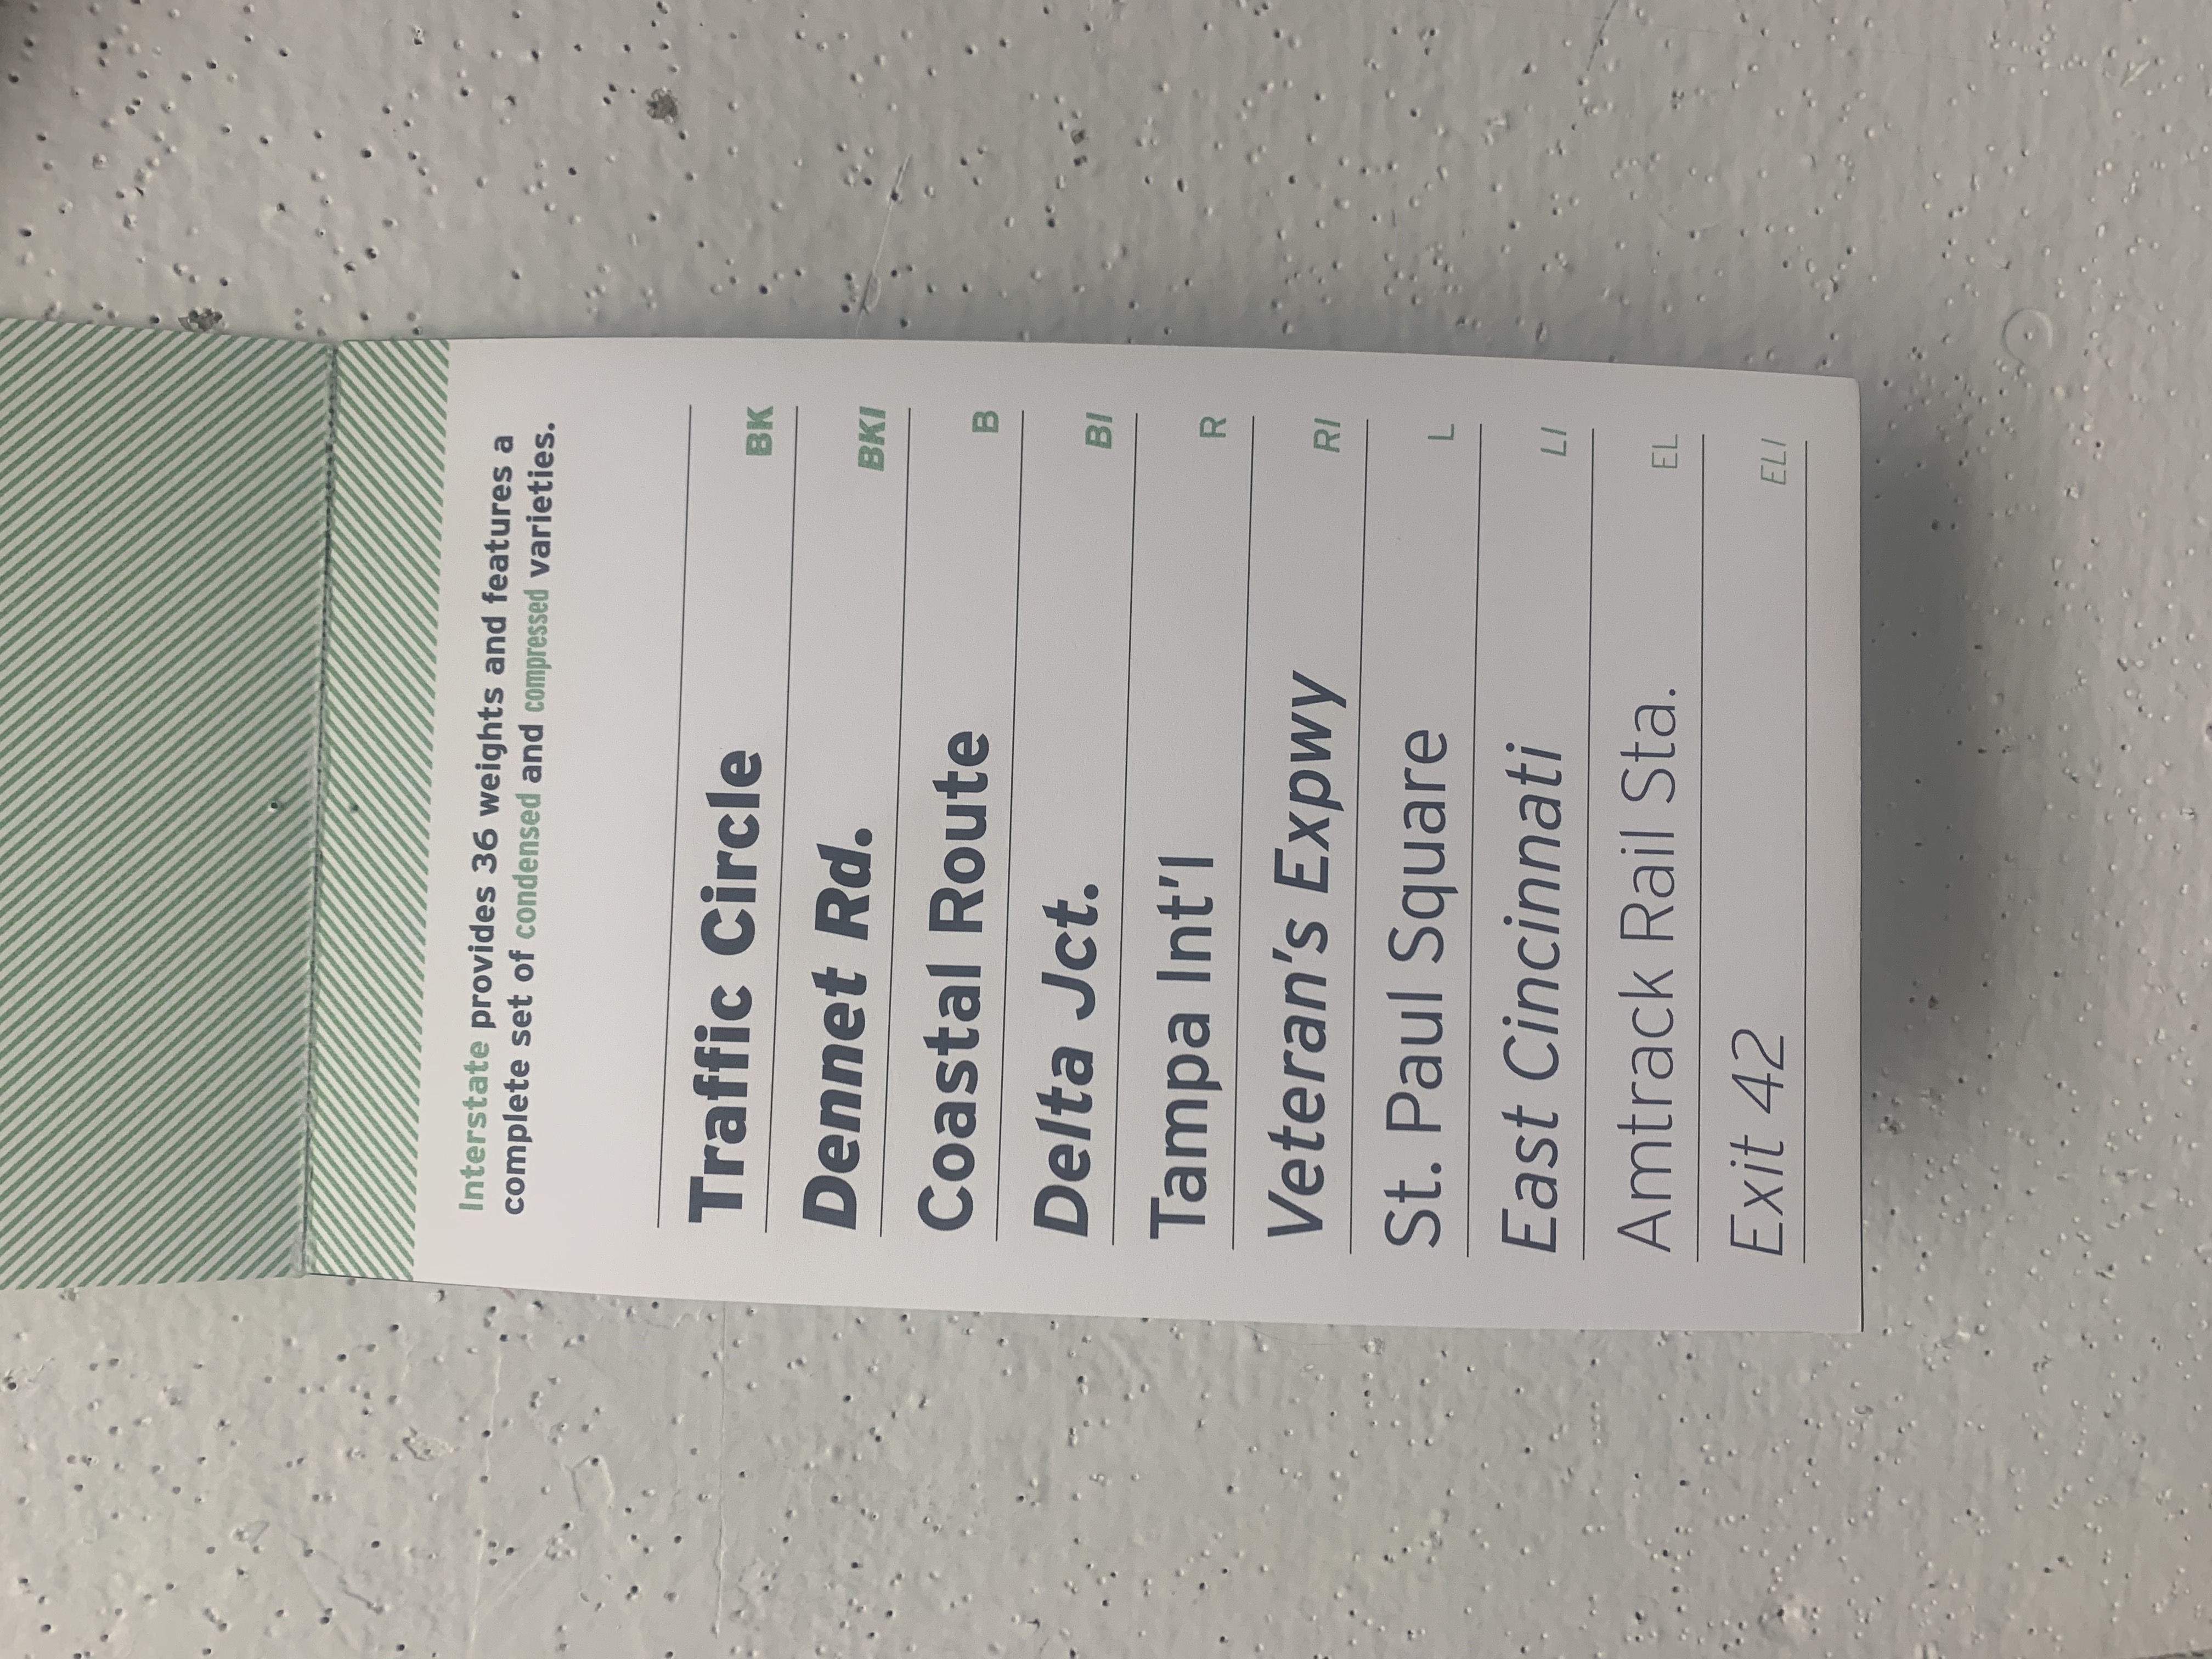 Interstate provides 36 weights and features a
complete set of condensed and compressed varieties.
Traffic Circle BK
Dennet Rd. BKI
Coastal Route B
Delta Jct. BI
Tampa Int'l R
Veteran's Expwy RI
St. Paul Square L
East Cincinnati LI
Amtrack Rail Sta. EL
Exit 42 ELI